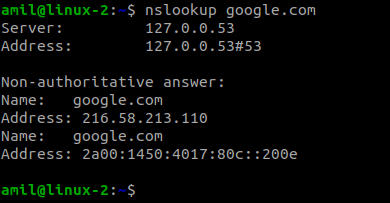 amil@linux-2:~$ nslookup google.com
Server:         127.0.0.53
Address:        127.0.0.53#53

Non-authoritative answer:
Name:   google.com
Address: 216.58.213.110
Name:   google.com
Address: 2a00:1450:4017:80c::200e

amil@linux-2:~$